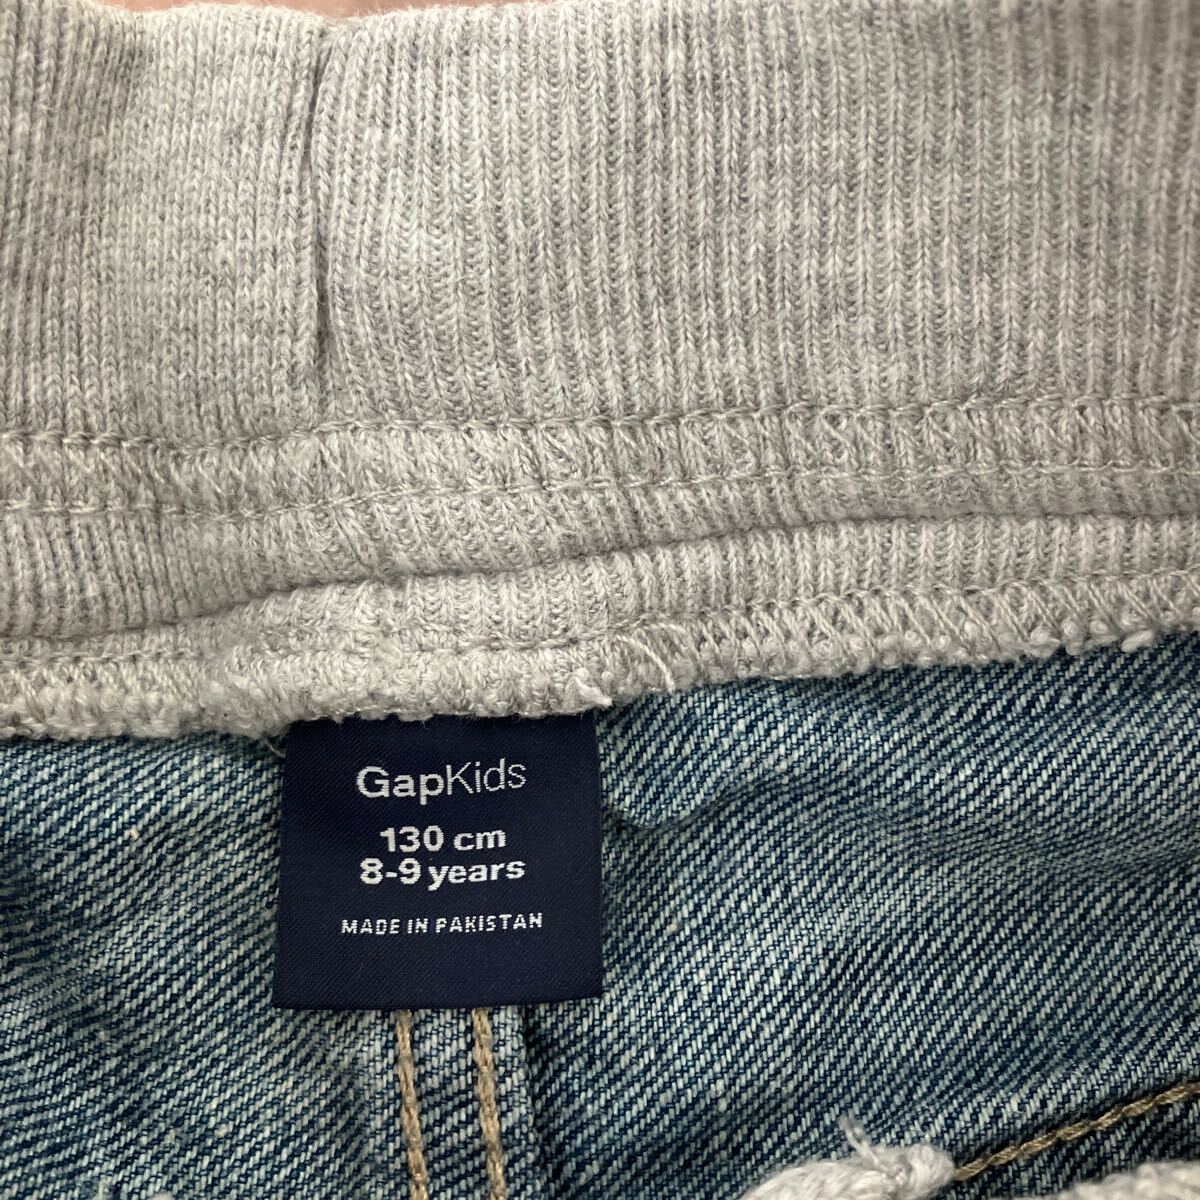 GapKids
130 cm
8-9 years
MADE IN PAKISTAN